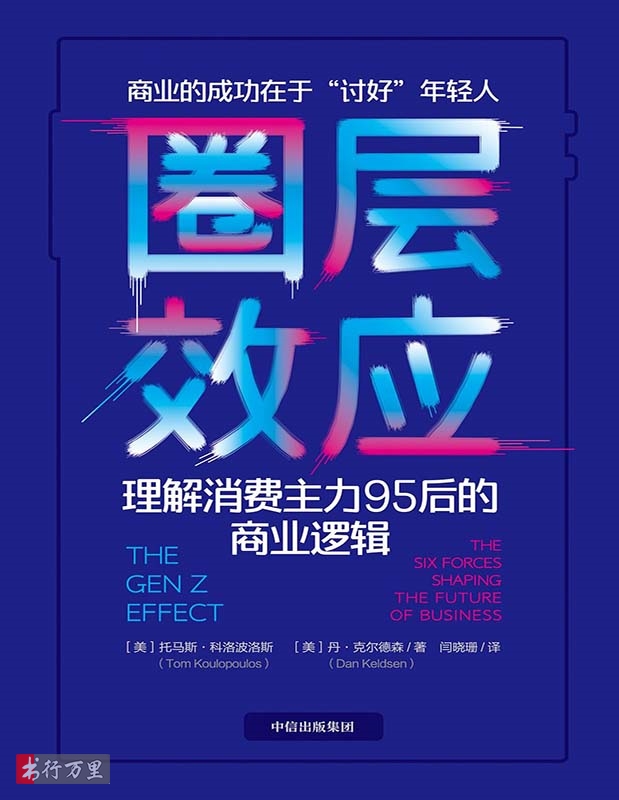 商业的成功在于“讨好”年轻人
圈层
效应
理解消费主力95后的
商业逻辑
THE
GEN Z
EFFECT
THE
SIX FORCES
SHAPING
THE FUTURE
OF BUSINESS
［美］托马斯·科洛波洛斯 ［美］丹·克尔德森/著 闫晓珊/译
（Tom Koulopoulos） （Dan Keldsen）
中信出版集团
书行万里